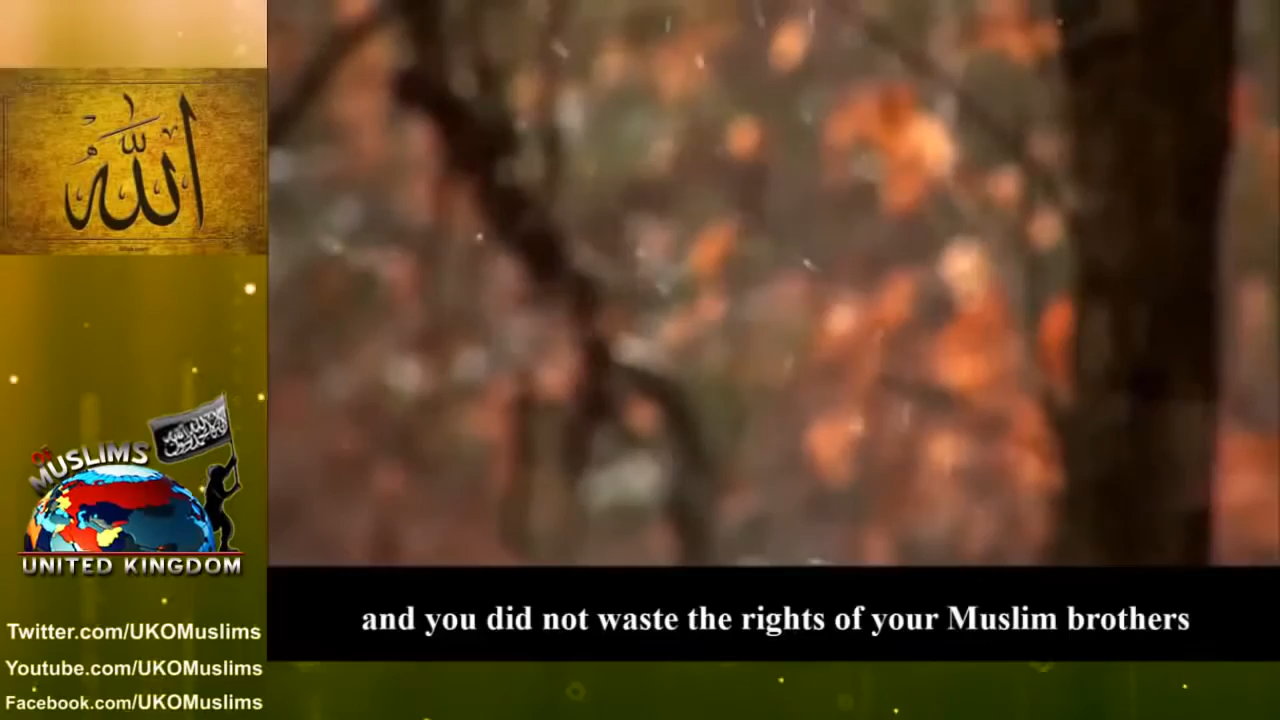 الله
OF
MUSLIMS
UNITED KINGDOM
Twitter.com/UKOMuslims
Youtube.com/UKOMuslims
Facebook.com/UKOMuslims
and you did not waste the rights of your Muslim brothers